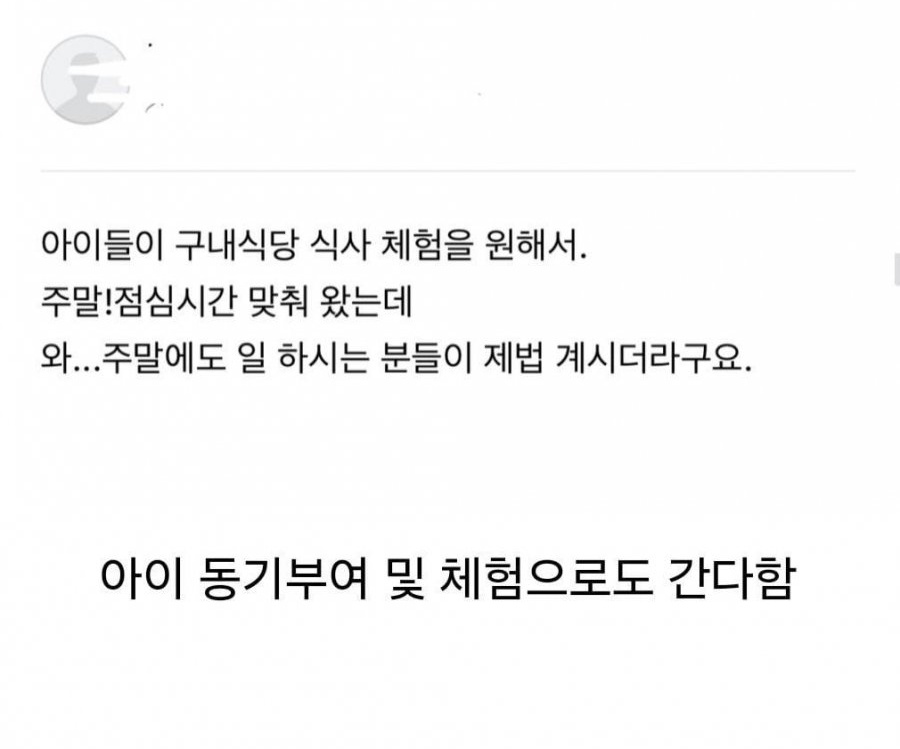 아이들이 구내식당 식사 체험을 원해서.
주말!점심시간 맞춰 왔는데
와...주말에도 일 하시는 분들이 제법 계시더라구요.
아이 동기부여 및 체험으로도 간다함